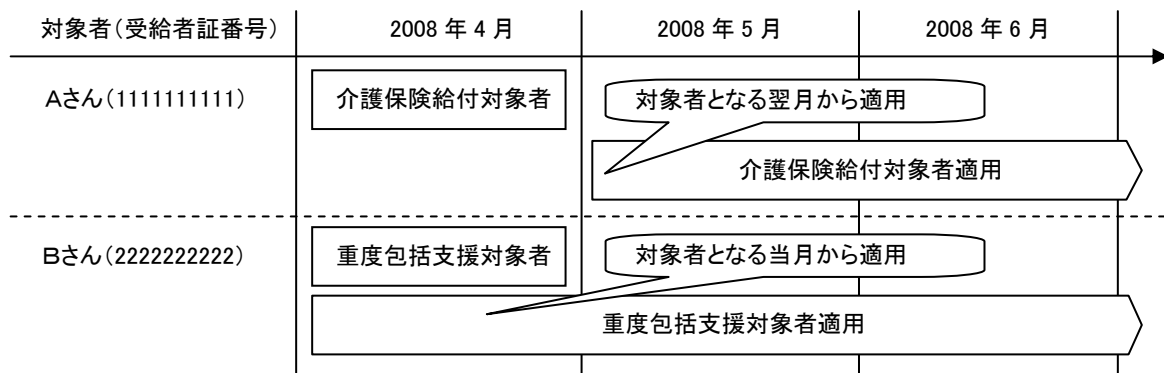 対象者(受給者証番号)
2008 年 4 月
2008 年 5 月
2008 年 6 月
Aさん(1111111111)
介護保険給付対象者
対象者となる翌月から適用
介護保険給付対象者適用
Bさん(2222222222)
重度包括支援対象者
対象者となる当月から適用
重度包括支援対象者適用